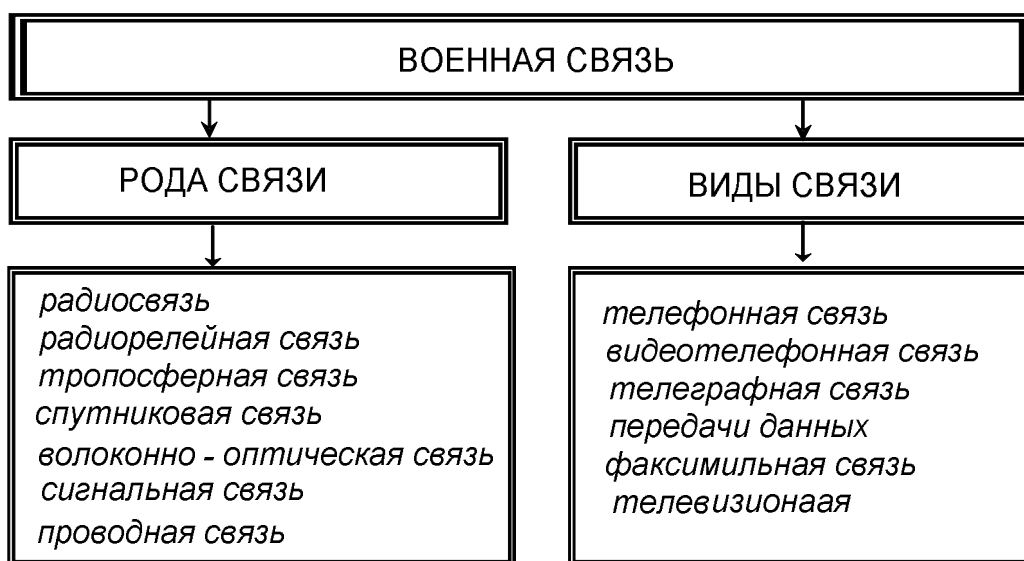 ВОЕННАЯ СВЯЗЬ
РОДА СВЯЗИ
радиосвязь
радиорелейная связь
тропосферная связь
спутниковая связь
волоконно - оптическая связь
сигнальная связь
проводная связь
ВИДЫ СВЯЗИ
телефонная связь
видеотелефонная связь
телеграфная связь
передачи данных
факсимильная связь
телевизионаая